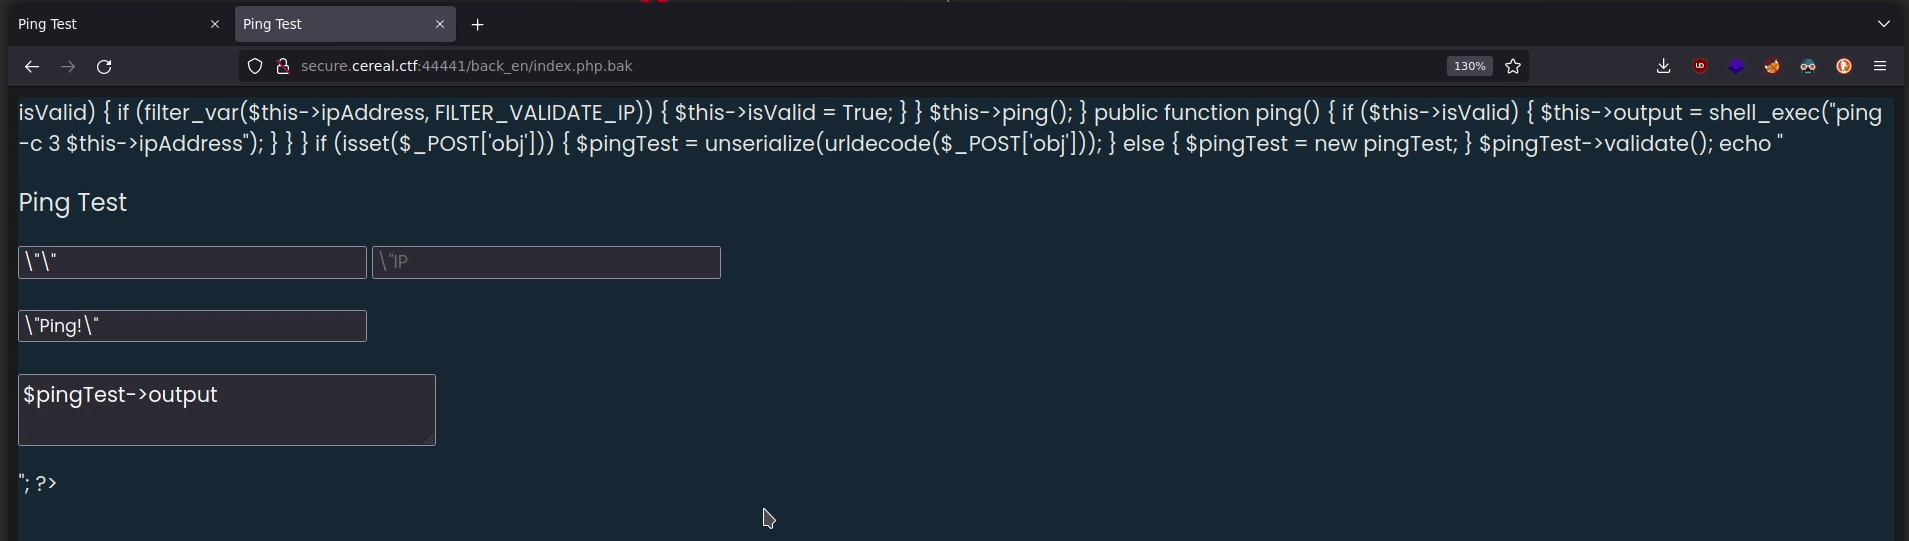 Ping Test
Ping Test
secure.cereal.ctf:44441/back_en/index.php.bak
130%
isValid) { if (filter_var($this->ipAddress, FILTER_VALIDATE_IP)) { $this->isValid = True; } } $this->ping(); } public function ping() { if ($this->isValid) { $this->output = shell_exec("ping
-c 3 $this->ipAddress"); } } } if (isset($_POST['obj'])) { $pingTest = unserialize(urldecode($_POST['obj'])); } else { $pingTest = new pingTest; } $pingTest->validate(); echo "
Ping Test
\"\"
\"IP
\"Ping!\"
$pingTest->output
"; ?>